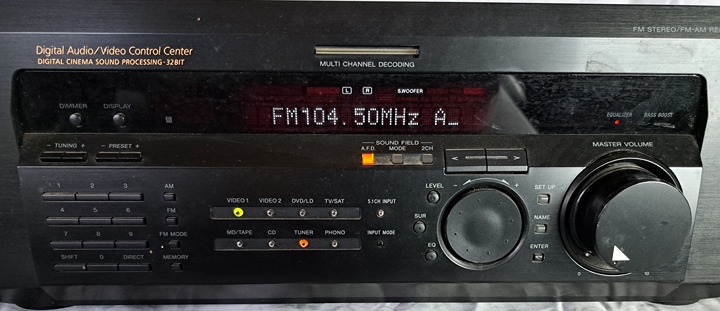 FM STEREO/FM-AM RE
Digital Audio/Video Control Center
DIGITAL CINEMA SOUND PROCESSING-32BIT
MULTI CHANNEL DECODING
L R S.WOOFER
DIMMER DISPLAY
FM104.50MHz A_
EQUALIZER BASS BOOST
- TUNING + - PRESET +
SOUND FIELD
A.F.D. MODE 2CH
MASTER VOLUME
< >
- +
1 2 3 AM
4 5 6 FM
7 8 9 FM MODE
SHIFT 0 DIRECT MEMORY
VIDEO 1 VIDEO 2 DVD/LD TV/SAT 5.1CH INPUT
MD/TAPE CD TUNER PHONO INPUT MODE
LEVEL
SUR
EQ
SET UP
NAME
ENTER
0 10